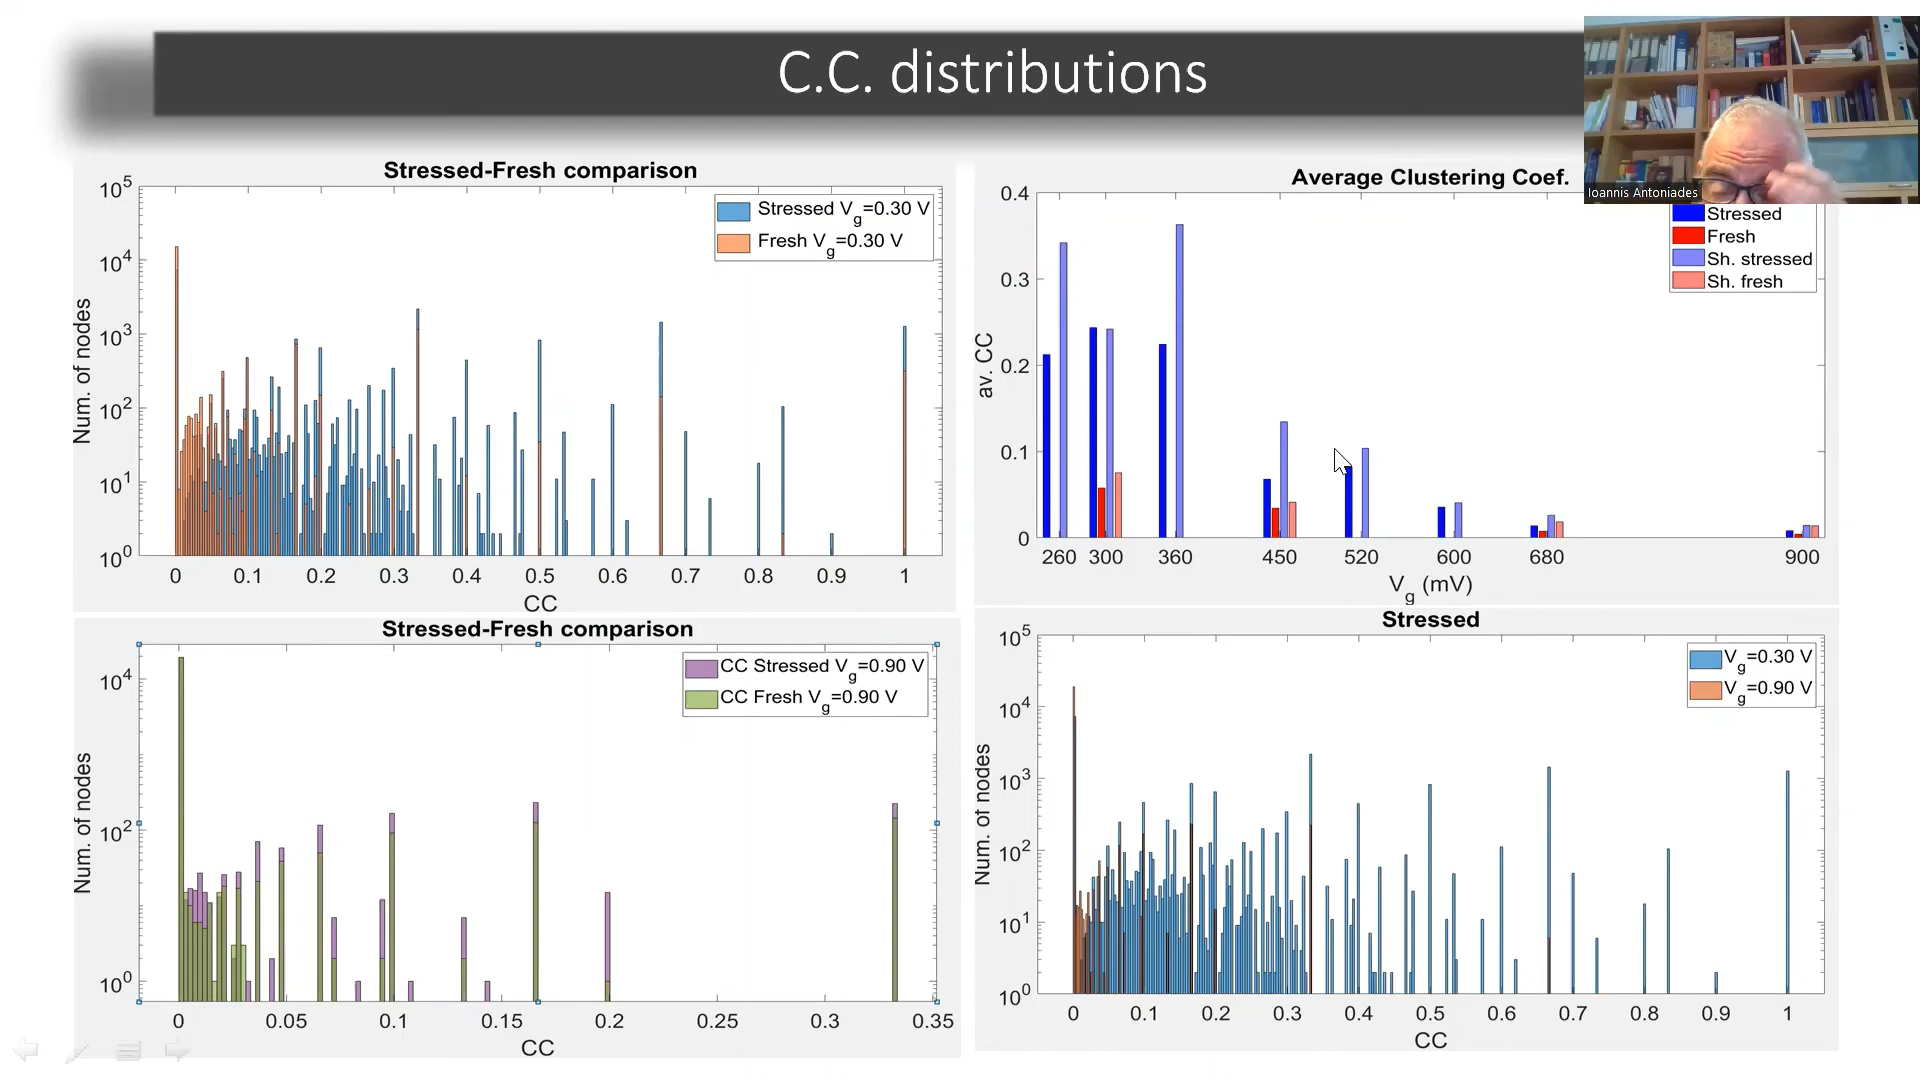 C.C. distributions
Ioannis Antoniades
Stressed-Fresh comparison
Stressed Vg=0.30 V
Fresh Vg=0.30 V
Num. of nodes
10^5
10^4
10^3
10^2
10^1
10^0
0 0.1 0.2 0.3 0.4 0.5 0.6 0.7 0.8 0.9 1
CC
Average Clustering Coef.
Stressed
Fresh
Sh. stressed
Sh. fresh
av. CC
0.4
0.3
0.2
0.1
0
260 300 360 450 520 600 680 900
Vg (mV)
Stressed-Fresh comparison
CC Stressed Vg=0.90 V
CC Fresh Vg=0.90 V
Num. of nodes
10^4
10^2
10^0
0 0.05 0.1 0.15 0.2 0.25 0.3 0.35
CC
Stressed
Vg=0.30 V
Vg=0.90 V
Num. of nodes
10^5
10^4
10^3
10^2
10^1
10^0
0 0.1 0.2 0.3 0.4 0.5 0.6 0.7 0.8 0.9 1
CC